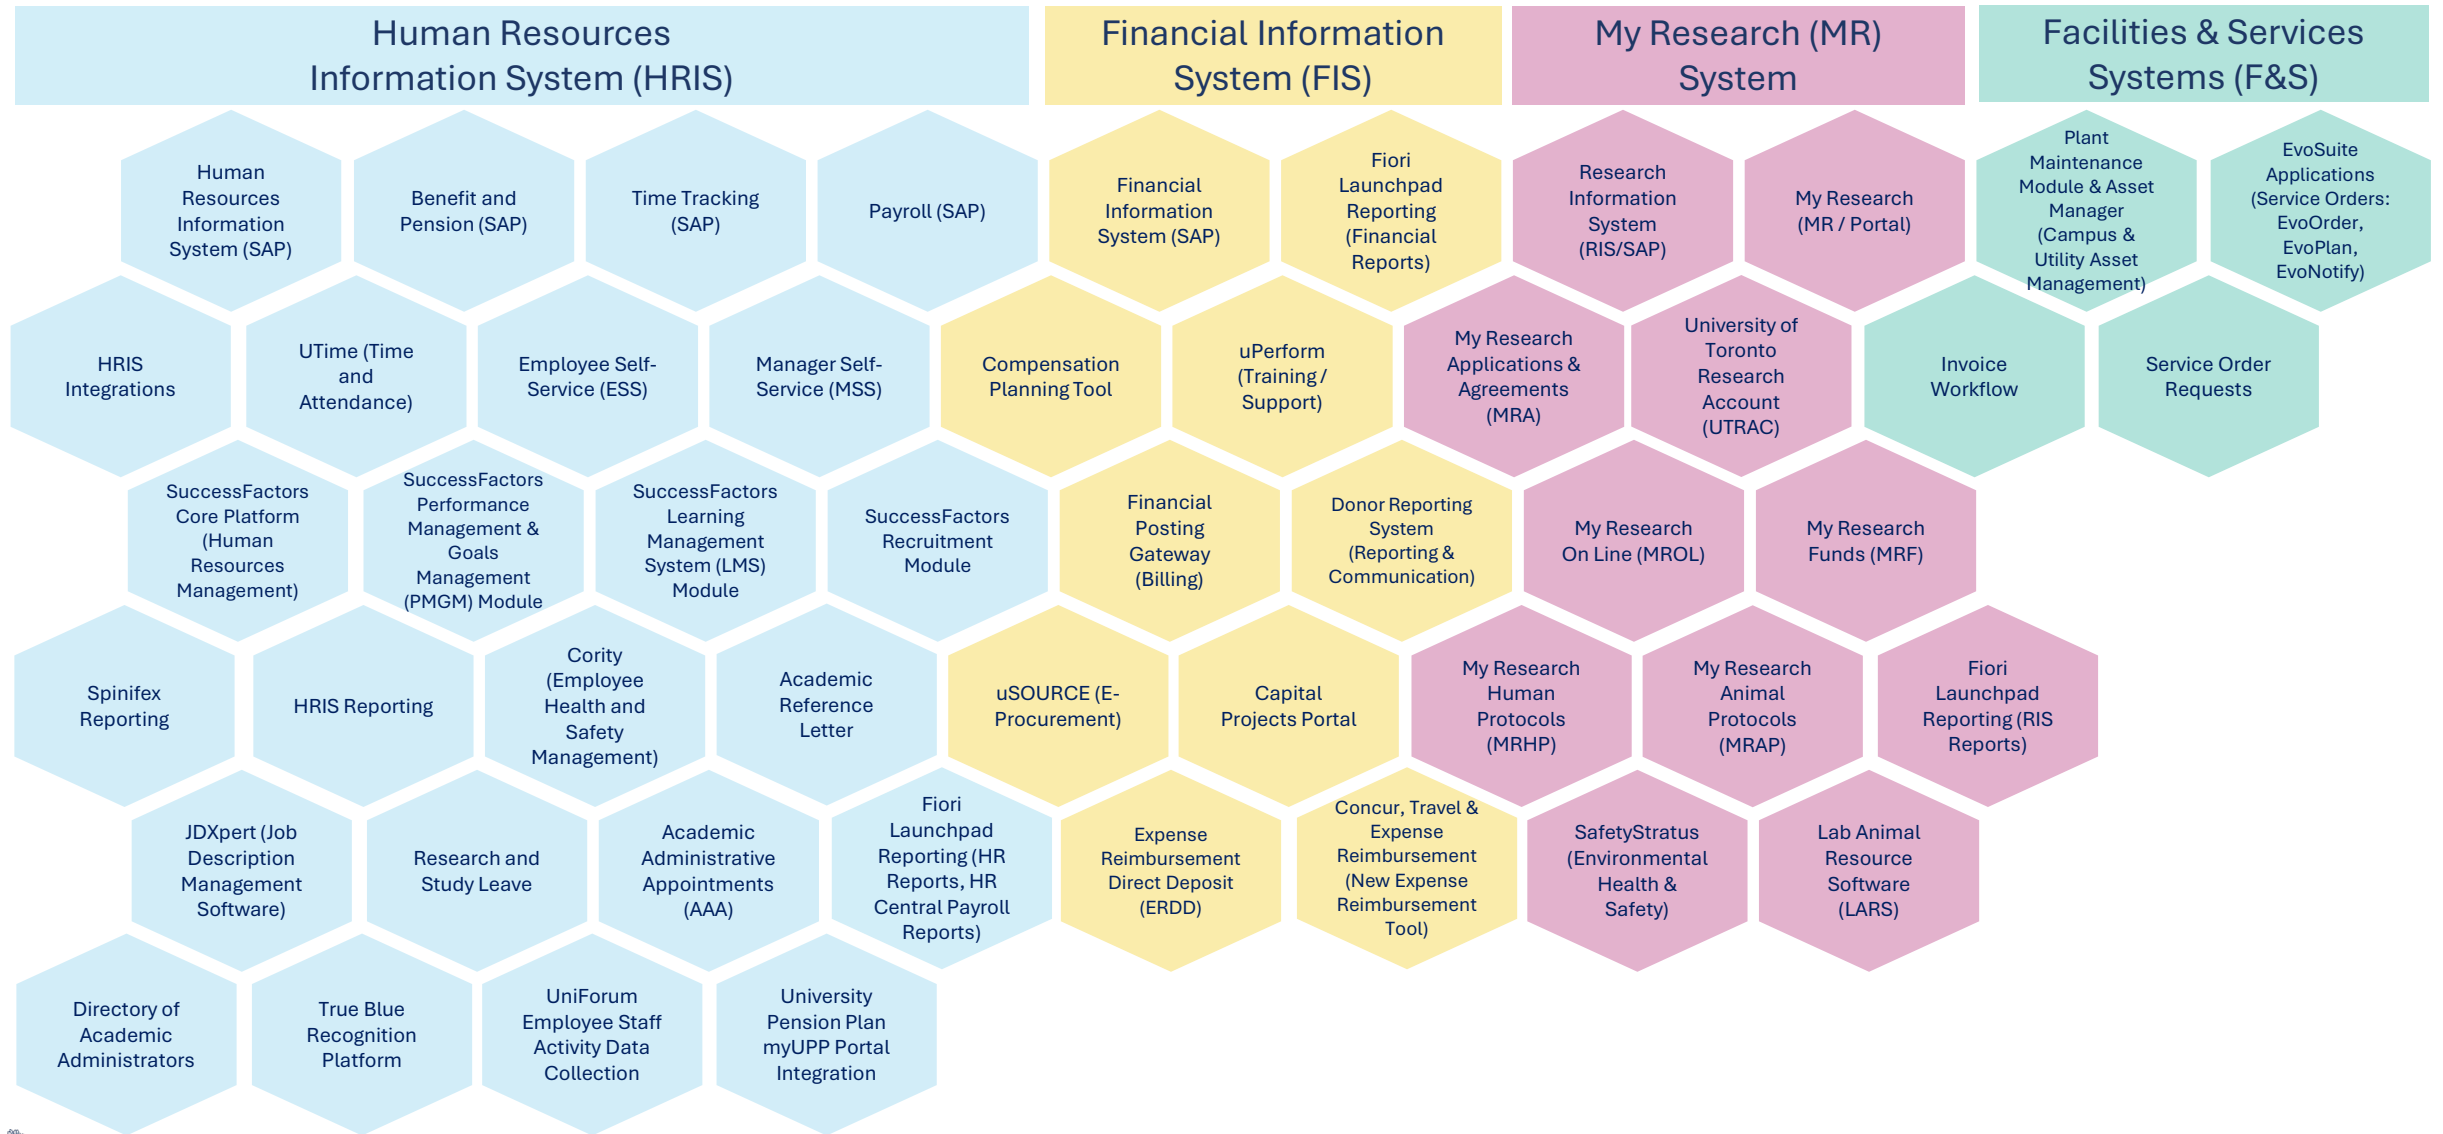 Human Resources
Information System (HRIS)
Financial Information
System (FIS)
My Research (MR)
System
Facilities & Services
Systems (F&S)
Human
Resources
Information
System (SAP)
Benefit and
Pension (SAP)
Time Tracking
(SAP)
Payroll (SAP)
Financial
Information
System (SAP)
Fiori
Launchpad
Reporting
(Financial
Reports)
Research
Information
System
(RIS/SAP)
My Research
(MR / Portal)
Plant
Maintenance
Module & Asset
Manager
(Campus &
Utility Asset
Management)
EvoSuite
Applications
(Service Orders:
EvoOrder,
EvoPlan,
EvoNotify)
HRIS
Integrations
UTime (Time
and
Attendance)
Employee Self-
Service (ESS)
Manager Self-
Service (MSS)
Compensation
Planning Tool
uPerform
(Training /
Support)
My Research
Applications &
Agreements
(MRA)
University of
Toronto
Research
Account
(UTRAC)
Invoice
Workflow
Service Order
Requests
SuccessFactors
Core Platform
(Human
Resources
Management)
SuccessFactors
Performance
Management &
Goals
Management
(PMGM) Module
SuccessFactors
Learning
Management
System (LMS)
Module
SuccessFactors
Recruitment
Module
Financial
Posting
Gateway
(Billing)
Donor Reporting
System
(Reporting &
Communication)
My Research
On Line (MROL)
My Research
Funds (MRF)
Spinifex
Reporting
HRIS Reporting
Cority
(Employee
Health and
Safety
Management)
Academic
Reference
Letter
uSOURCE (E-
Procurement)
Capital
Projects Portal
My Research
Human
Protocols
(MRHP)
My Research
Animal
Protocols
(MRAP)
Fiori
Launchpad
Reporting (RIS
Reports)
JDXpert (Job
Description
Management
Software)
Research and
Study Leave
Academic
Administrative
Appointments
(AAA)
Fiori
Launchpad
Reporting (HR
Reports, HR
Central Payroll
Reports)
Expense
Reimbursement
Direct Deposit
(ERDD)
Concur, Travel &
Expense
Reimbursement
(New Expense
Reimbursement
Tool)
SafetyStratus
(Environmental
Health &
Safety)
Lab Animal
Resource
Software
(LARS)
Directory of
Academic
Administrators
True Blue
Recognition
Platform
UniForum
Employee Staff
Activity Data
Collection
University
Pension Plan
myUPP Portal
Integration